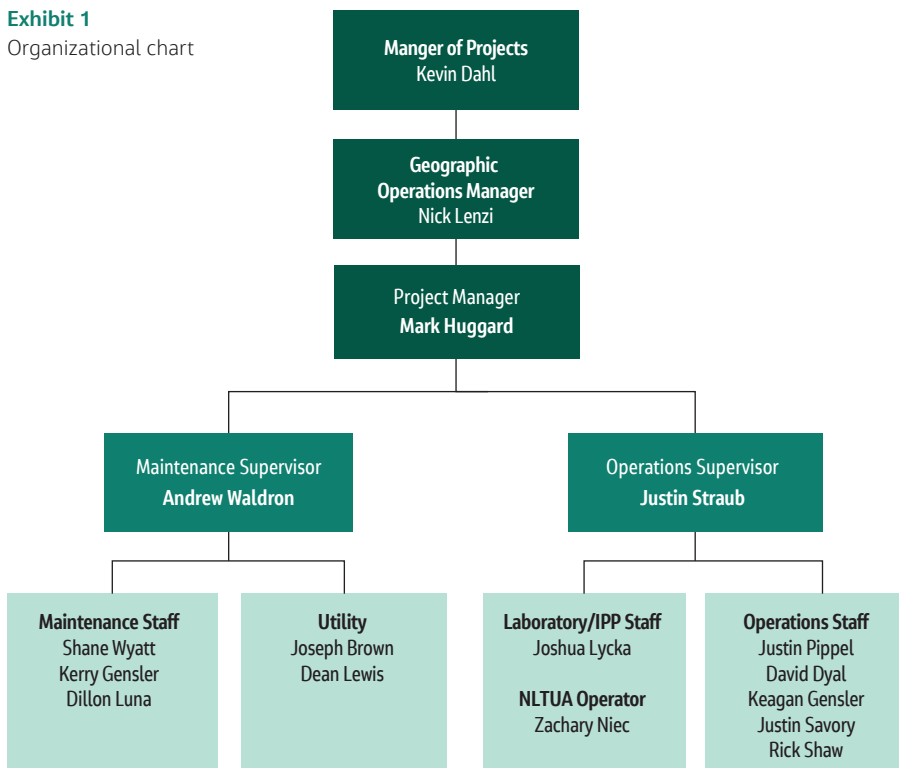 Exhibit 1
Organizational chart
Manger of Projects
Kevin Dahl
Geographic
Operations Manager
Nick Lenzi
Project Manager
Mark Huggard
Maintenance Supervisor
Andrew Waldron
Operations Supervisor
Justin Straub
Maintenance Staff
Shane Wyatt
Kerry Gensler
Dillon Luna
Utility
Joseph Brown
Dean Lewis
Laboratory/IPP Staff
Joshua Lycka
NLTUA Operator
Zachary Niec
Operations Staff
Justin Pippel
David Dyal
Keagan Gensler
Justin Savory
Rick Shaw